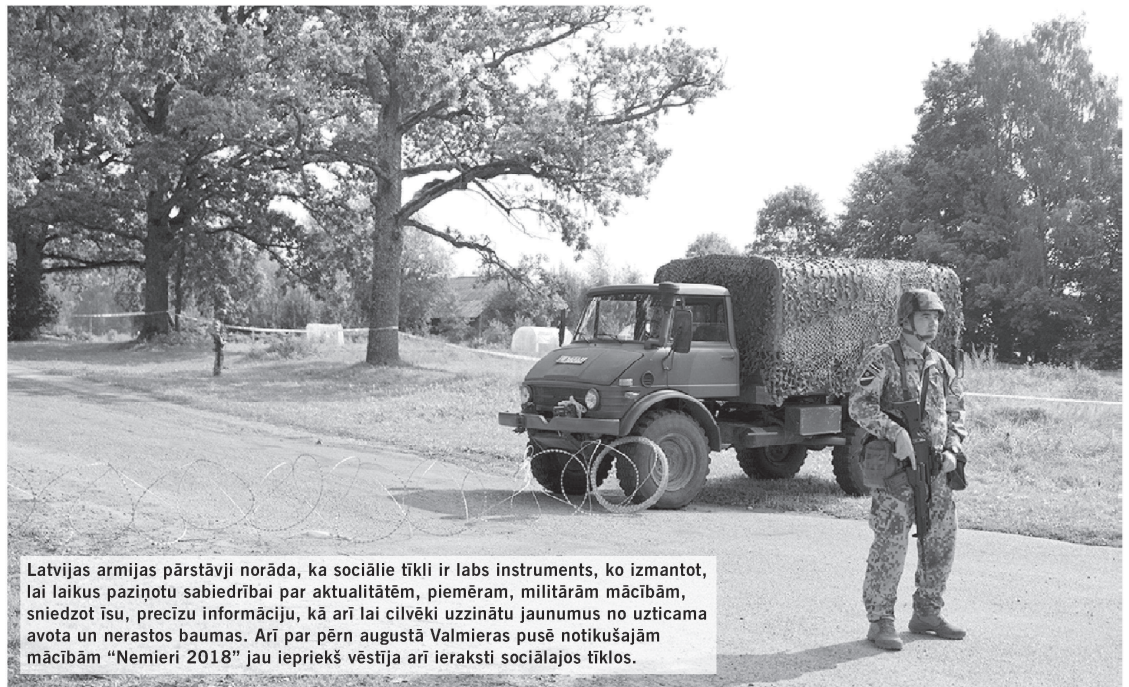 Latvijas armijas pārstāvji norāda, ka sociālie tīkli ir labs instruments, ko izmantot,
lai laikus paziņotu sabiedrībai par aktualitātēm, piemēram, militārām mācībām,
sniedzot īsu, precīzu informāciju, kā arī lai cilvēki uzzinātu jaunumus no uzticama
avota un nerastos baumas. Arī par pērn augustā Valmieras pusē notikušajām
mācībām “Nemieri 2018” jau iepriekš vēstīja arī ieraksti sociālajos tīklos.